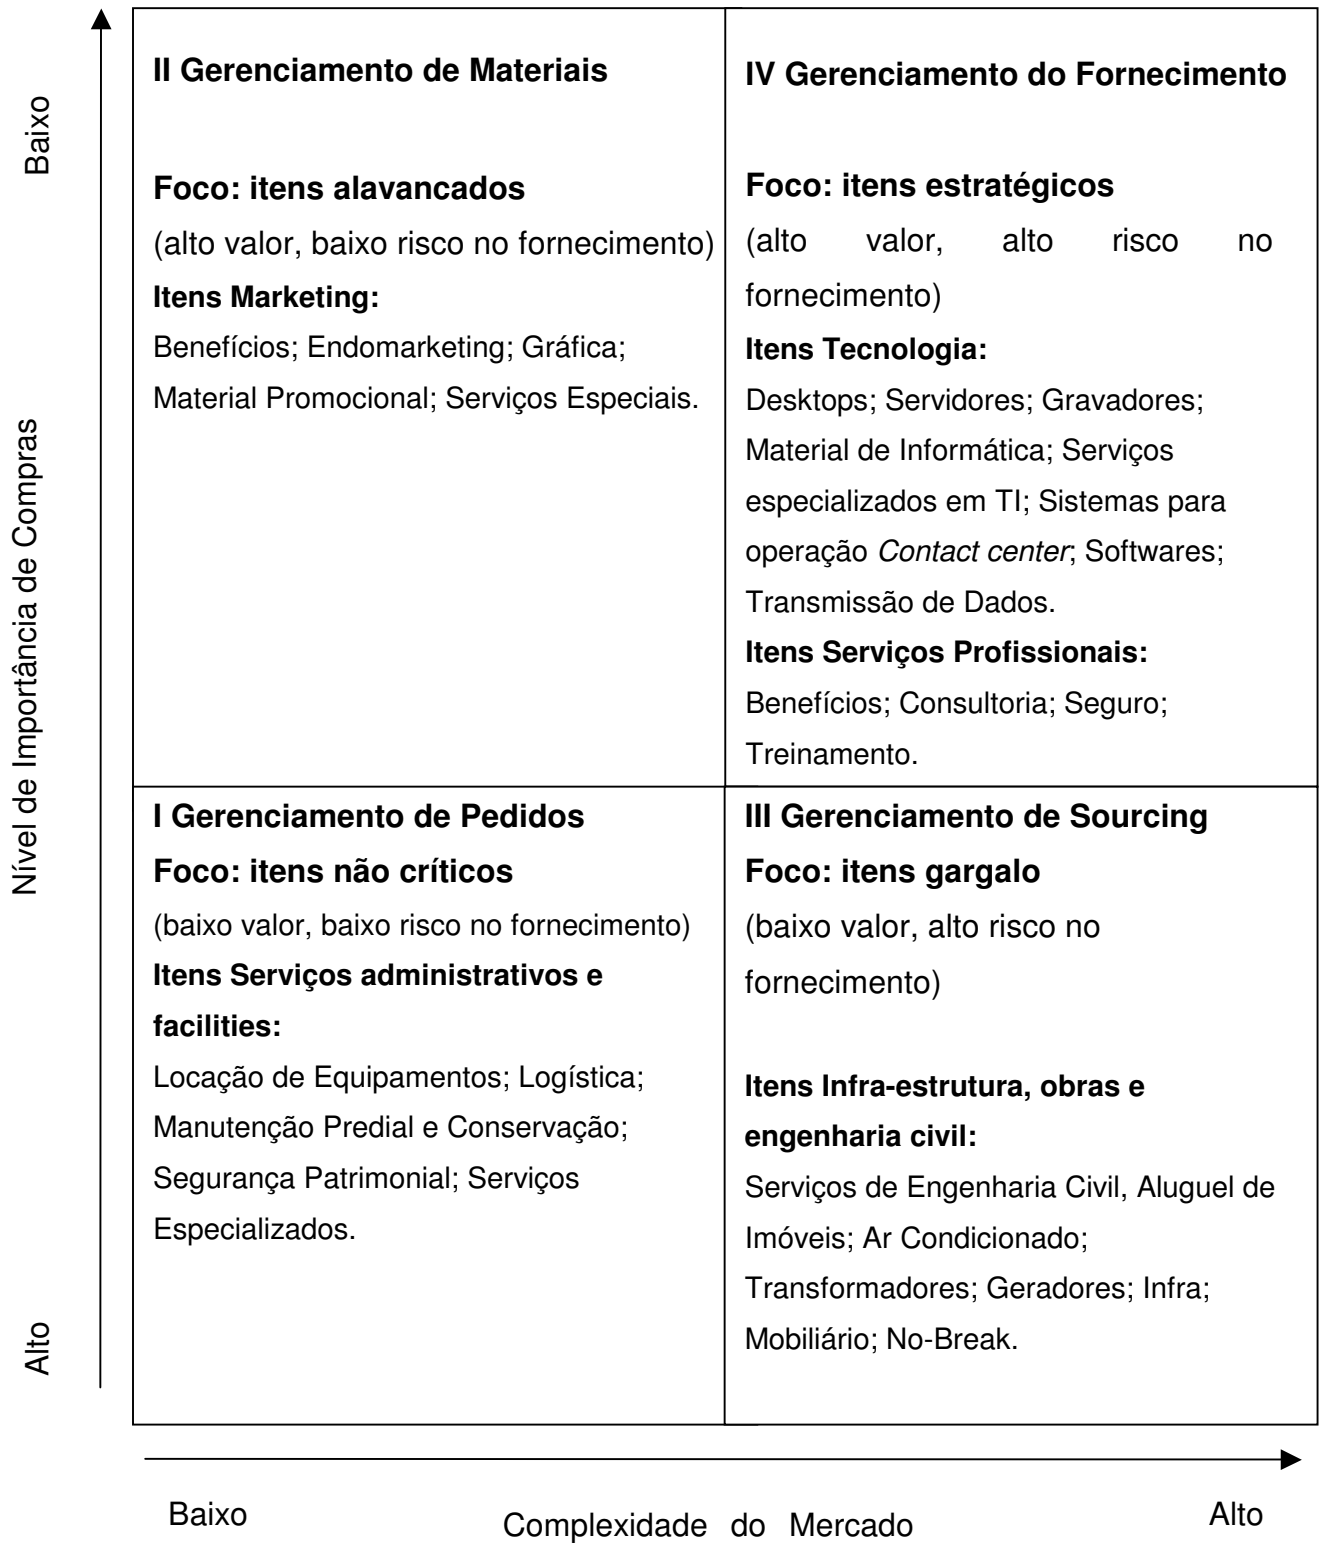 Baixo
Nível de Importância de Compras
Alto
II Gerenciamento de Materiais
Foco: itens alavancados
(alto valor, baixo risco no fornecimento)
Itens Marketing:
Benefícios; Endomarketing; Gráfica;
Material Promocional; Serviços Especiais.
IV Gerenciamento do Fornecimento
Foco: itens estratégicos
(alto valor, alto risco no
fornecimento)
Itens Tecnologia:
Desktops; Servidores; Gravadores;
Material de Informática; Serviços
especializados em TI; Sistemas para
operação Contact center; Softwares;
Transmissão de Dados.
Itens Serviços Profissionais:
Benefícios; Consultoria; Seguro;
Treinamento.
I Gerenciamento de Pedidos
Foco: itens não críticos
(baixo valor, baixo risco no fornecimento)
Itens Serviços administrativos e
facilities:
Locação de Equipamentos; Logística;
Manutenção Predial e Conservação;
Segurança Patrimonial; Serviços
Especializados.
III Gerenciamento de Sourcing
Foco: itens gargalo
(baixo valor, alto risco no
fornecimento)
Itens Infra-estrutura, obras e
engenharia civil:
Serviços de Engenharia Civil, Aluguel de
Imóveis; Ar Condicionado;
Transformadores; Geradores; Infra;
Mobiliário; No-Break.
Baixo
Complexidade do Mercado
Alto